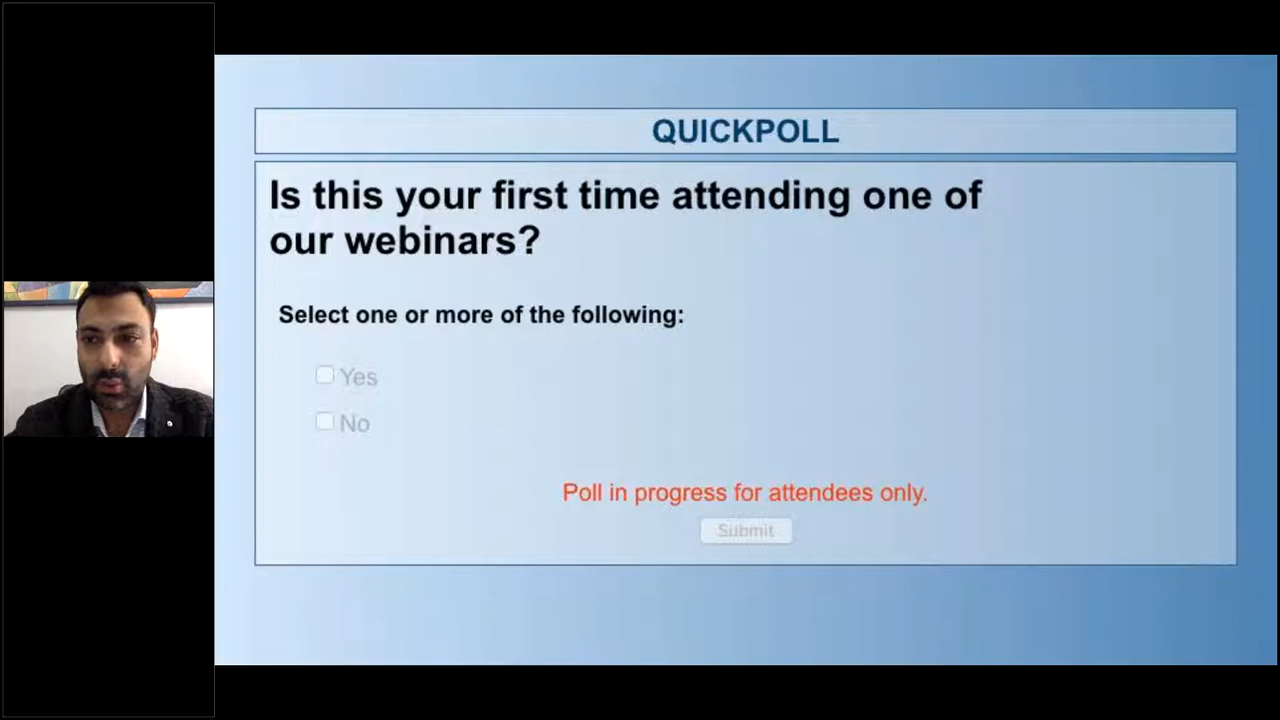 QUICKPOLL
Is this your first time attending one of
our webinars?
Select one or more of the following:
Yes
No
Poll in progress for attendees only.
Submit